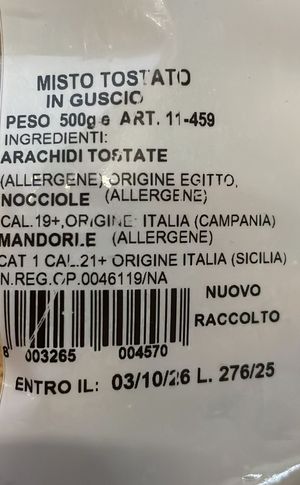 MISTO TOSTATO
IN GUSCIO
PESO 500g e ART. 11-459
INGREDIENTI:
ARACHIDI TOSTATE
(ALLERGENE) ORIGINE EGITTO,
NOCCIOLE (ALLERGENE)
CAL.19+,ORIGINE ITALIA (CAMPANIA)
MANDORLE (ALLERGENE)
CAT 1 CAL.21+ ORIGINE ITALIA (SICILIA)
N.REG.OP.0046119/NA
NUOVO
RACCOLTO
8 003265 004570
ENTRO IL: 03/10/26 L. 276/25